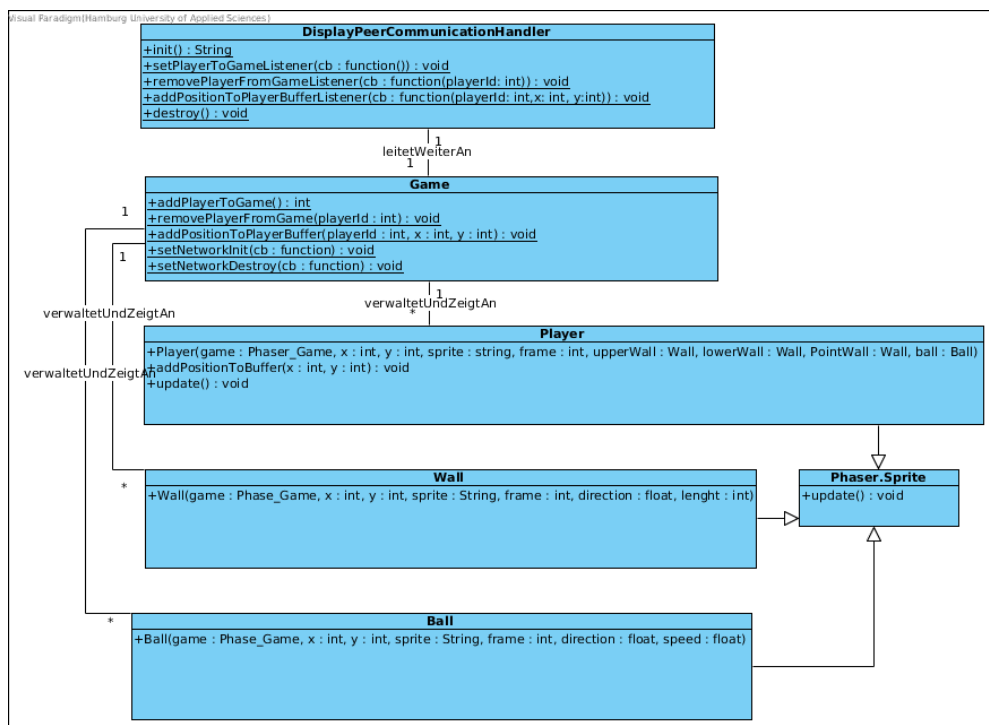 Visual Paradigm(Hamburg University of Applied Sciences)
DisplayPeerCommunicationHandler
+init() : String
+setPlayerToGameListener(cb : function()) : void
+removePlayerFromGameListener(cb : function(playerId: int)) : void
+addPositionToPlayerBufferListener(cb : function(playerId: int,x: int, y:int)) : void
+destroy() : void
1
leitetWeiterAn
1
Game
+addPlayerToGame() : int
+removePlayerFromGame(playerId : int) : void
+addPositionToPlayerBuffer(playerId : int, x : int, y : int) : void
+setNetworkInit(cb : function) : void
+setNetworkDestroy(cb : function) : void
1
1
1
verwaltetUndZeigtAn
*
verwaltetUndZeigtAn
verwaltetUndZeigtAn
Player
+Player(game : Phaser_Game, x : int, y : int, sprite : string, frame : int, upperWall : Wall, lowerWall : Wall, PointWall : Wall, ball : Ball)
+addPositionToBuffer(x : int, y : int) : void
+update() : void
*
Wall
+Wall(game : Phase_Game, x : int, y : int, sprite : String, frame : int, direction : float, lenght : int)
Phaser.Sprite
+update() : void
*
Ball
+Ball(game : Phase_Game, x : int, y : int, sprite : String, frame : int, direction : float, speed : float)